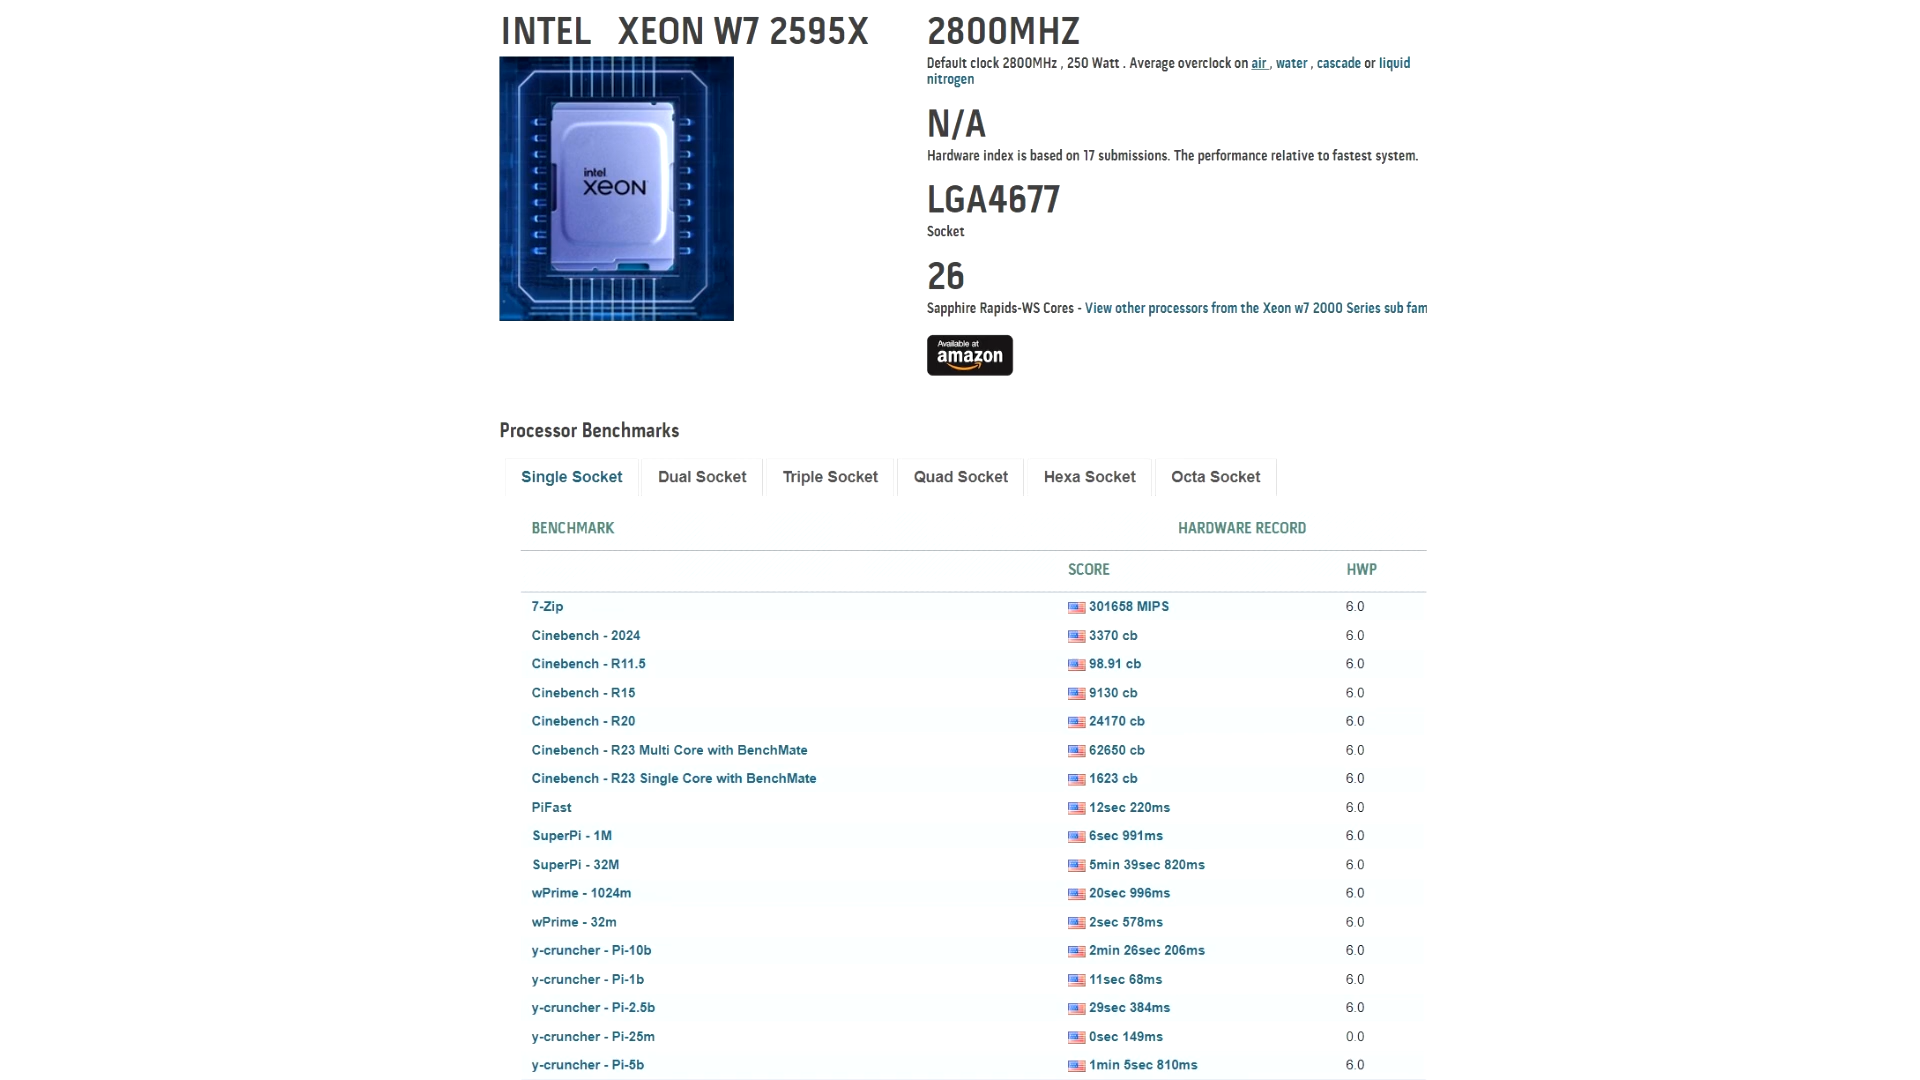 INTEL XEON W7 2595X
intel
xeon
2800MHZ
Default clock 2800MHz , 250 Watt . Average overclock on air , water , cascade or liquid
nitrogen
N/A
Hardware index is based on 17 submissions. The performance relative to fastest system.
LGA4677
Socket
26
Sapphire Rapids-WS Cores - View other processors from the Xeon w7 2000 Series sub fam
Available at
amazon
Processor Benchmarks
Single Socket Dual Socket Triple Socket Quad Socket Hexa Socket Octa Socket
BENCHMARK HARDWARE RECORD
SCORE HWP
7-Zip 301658 MIPS 6.0
Cinebench - 2024 3370 cb 6.0
Cinebench - R11.5 98.91 cb 6.0
Cinebench - R15 9130 cb 6.0
Cinebench - R20 24170 cb 6.0
Cinebench - R23 Multi Core with BenchMate 62650 cb 6.0
Cinebench - R23 Single Core with BenchMate 1623 cb 6.0
PiFast 12sec 220ms 6.0
SuperPi - 1M 6sec 991ms 6.0
SuperPi - 32M 5min 39sec 820ms 6.0
wPrime - 1024m 20sec 996ms 6.0
wPrime - 32m 2sec 578ms 6.0
y-cruncher - Pi-10b 2min 26sec 206ms 6.0
y-cruncher - Pi-1b 11sec 68ms 6.0
y-cruncher - Pi-2.5b 29sec 384ms 6.0
y-cruncher - Pi-25m 0sec 149ms 0.0
y-cruncher - Pi-5b 1min 5sec 810ms 6.0